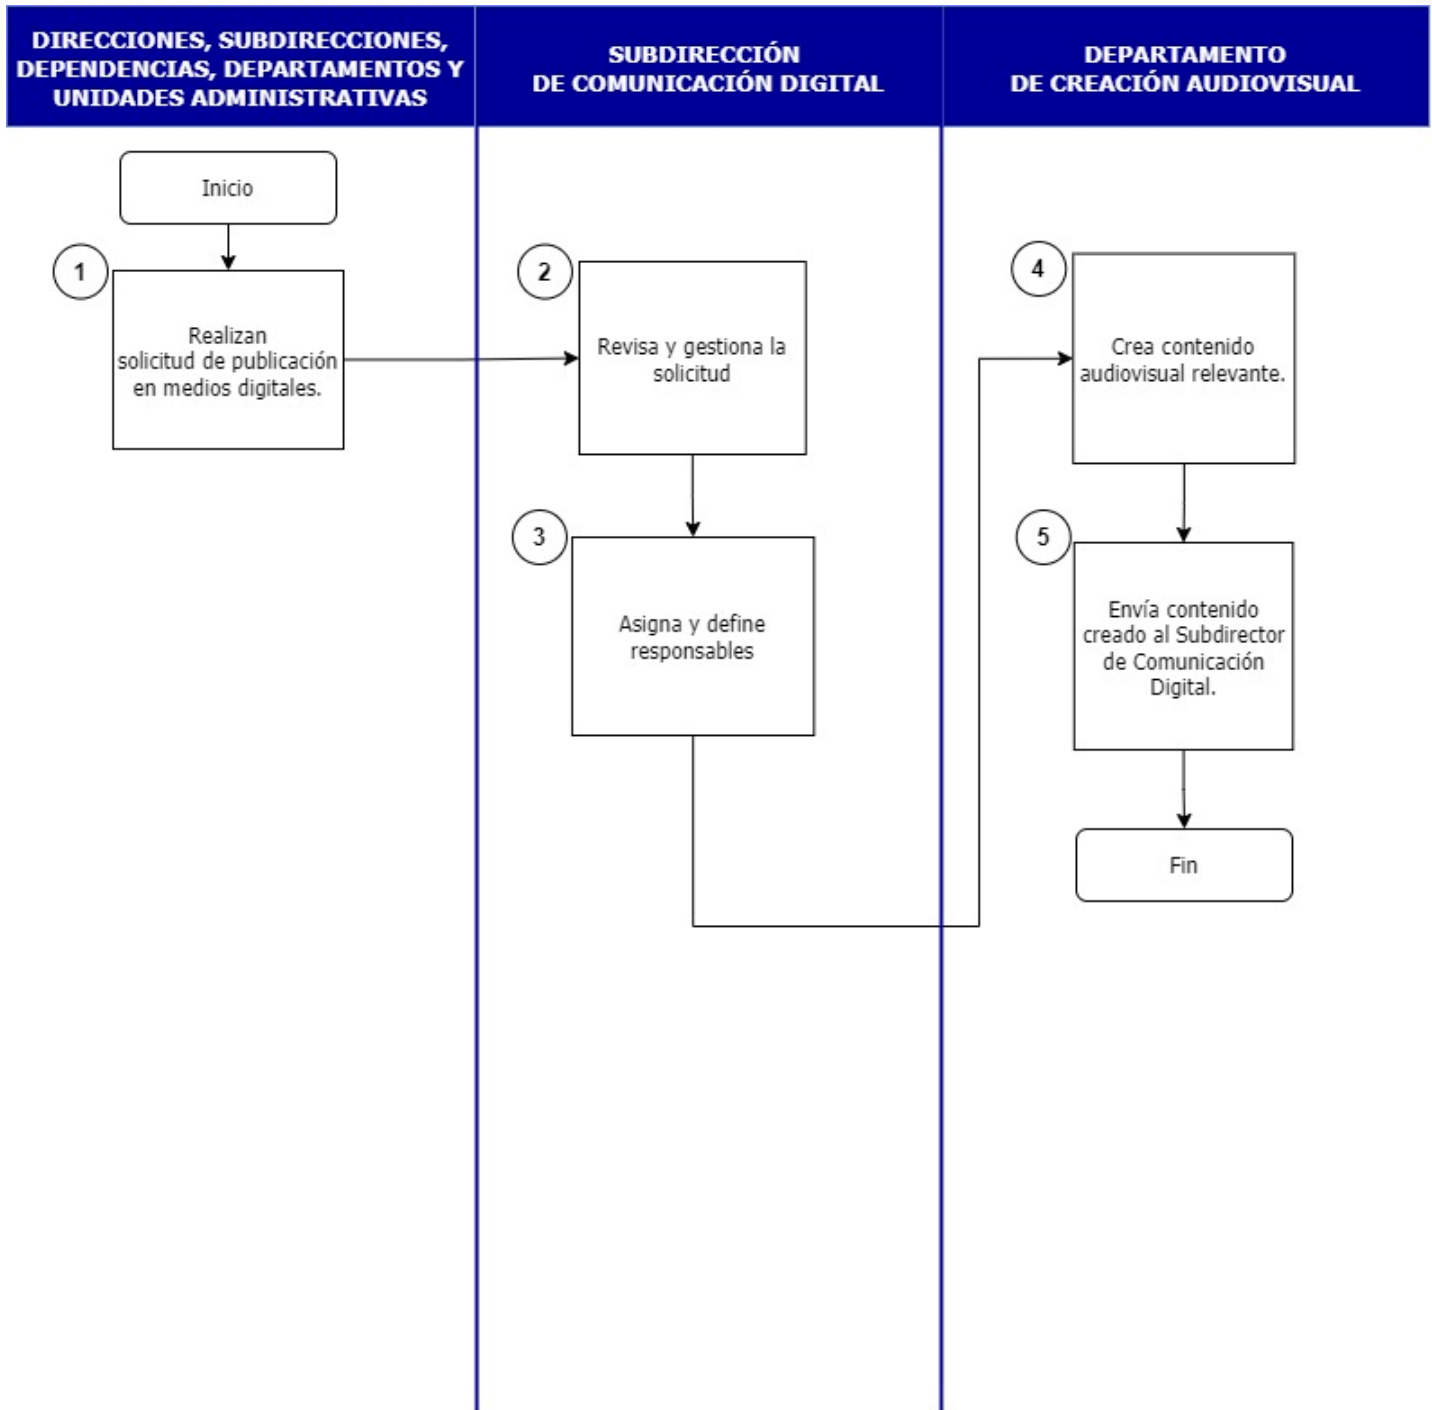 DIRECCIONES, SUBDIRECCIONES,
DEPENDENCIAS, DEPARTAMENTOS Y
UNIDADES ADMINISTRATIVAS
SUBDIRECCIÓN
DE COMUNICACIÓN DIGITAL
DEPARTAMENTO
DE CREACIÓN AUDIOVISUAL
Inicio
1
Realizan
solicitud de publicación
en medios digitales.
2
Revisa y gestiona la
solicitud
3
Asigna y define
responsables
4
Crea contenido
audiovisual relevante.
5
Envía contenido
creado al Subdirector
de Comunicación
Digital.
Fin